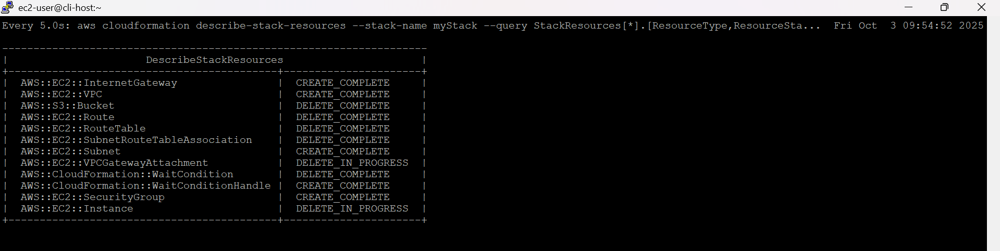 ec2-user@cli-host:~
Every 5.0s: aws cloudformation describe-stack-resources --stack-name myStack --query StackResources[*].[ResourceType,ResourceSta...  Fri Oct  3 09:54:52 2025
--------------------------------------------------------------------
|                      DescribeStackResources                      |
+-------------------------------------------+----------------------+
|  AWS::EC2::InternetGateway                |  CREATE_COMPLETE     |
|  AWS::EC2::VPC                            |  CREATE_COMPLETE     |
|  AWS::S3::Bucket                          |  DELETE_COMPLETE     |
|  AWS::EC2::Route                          |  DELETE_COMPLETE     |
|  AWS::EC2::RouteTable                     |  DELETE_COMPLETE     |
|  AWS::EC2::SubnetRouteTableAssociation    |  DELETE_COMPLETE     |
|  AWS::EC2::Subnet                         |  CREATE_COMPLETE     |
|  AWS::EC2::VPCGatewayAttachment           |  DELETE_IN_PROGRESS  |
|  AWS::CloudFormation::WaitCondition       |  DELETE_COMPLETE     |
|  AWS::CloudFormation::WaitConditionHandle |  CREATE_COMPLETE     |
|  AWS::EC2::SecurityGroup                  |  CREATE_COMPLETE     |
|  AWS::EC2::Instance                       |  DELETE_IN_PROGRESS  |
+-------------------------------------------+----------------------+